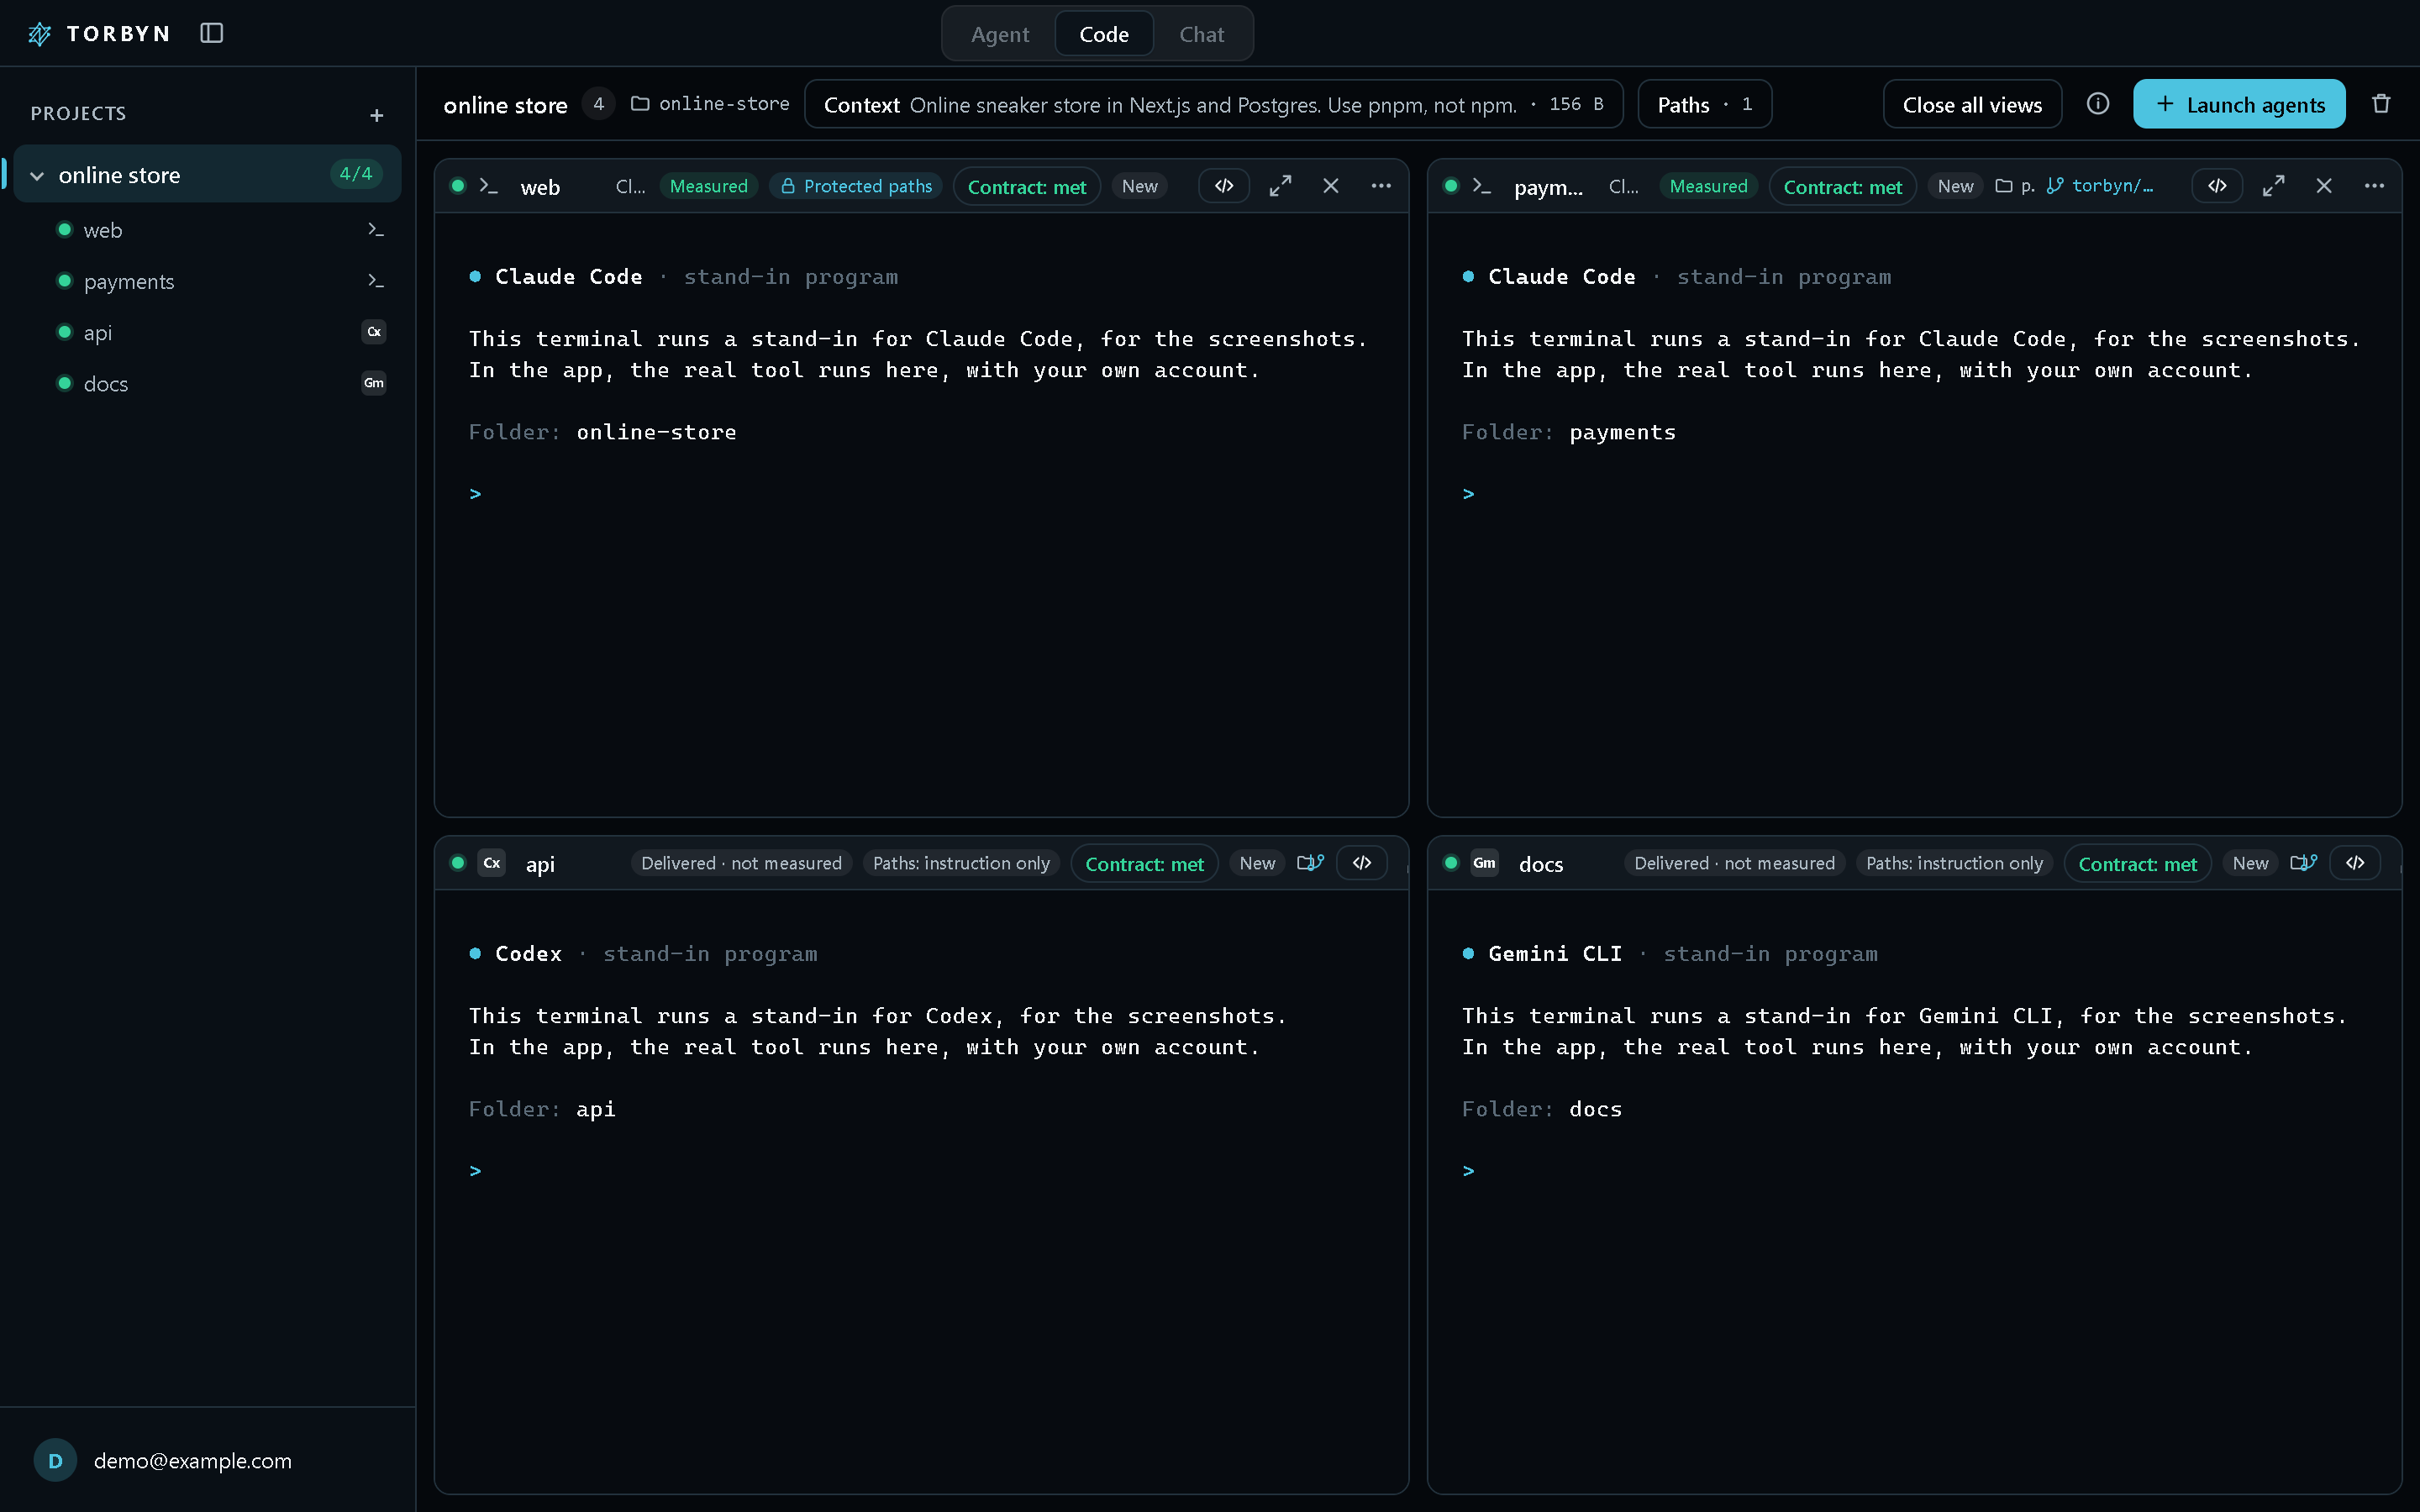 TORBYN
Agent Code Chat
PROJECTS +
online store 4/4
web
payments
api Cx
docs Gm
demo@example.com
D
online store 4 online-store Context Online sneaker store in Next.js and Postgres. Use pnpm, not npm. · 156 B Paths · 1 Close all views + Launch agents
web Cl... Measured Protected paths Contract: met New
Claude Code · stand-in program
This terminal runs a stand-in for Claude Code, for the screenshots.
In the app, the real tool runs here, with your own account.
Folder: online-store
>
paym... Cl... Measured Contract: met New p. torbyn/...
Claude Code · stand-in program
This terminal runs a stand-in for Claude Code, for the screenshots.
In the app, the real tool runs here, with your own account.
Folder: payments
>
Cx api Delivered · not measured Paths: instruction only Contract: met New
Codex · stand-in program
This terminal runs a stand-in for Codex, for the screenshots.
In the app, the real tool runs here, with your own account.
Folder: api
>
Gm docs Delivered · not measured Paths: instruction only Contract: met New
Gemini CLI · stand-in program
This terminal runs a stand-in for Gemini CLI, for the screenshots.
In the app, the real tool runs here, with your own account.
Folder: docs
>